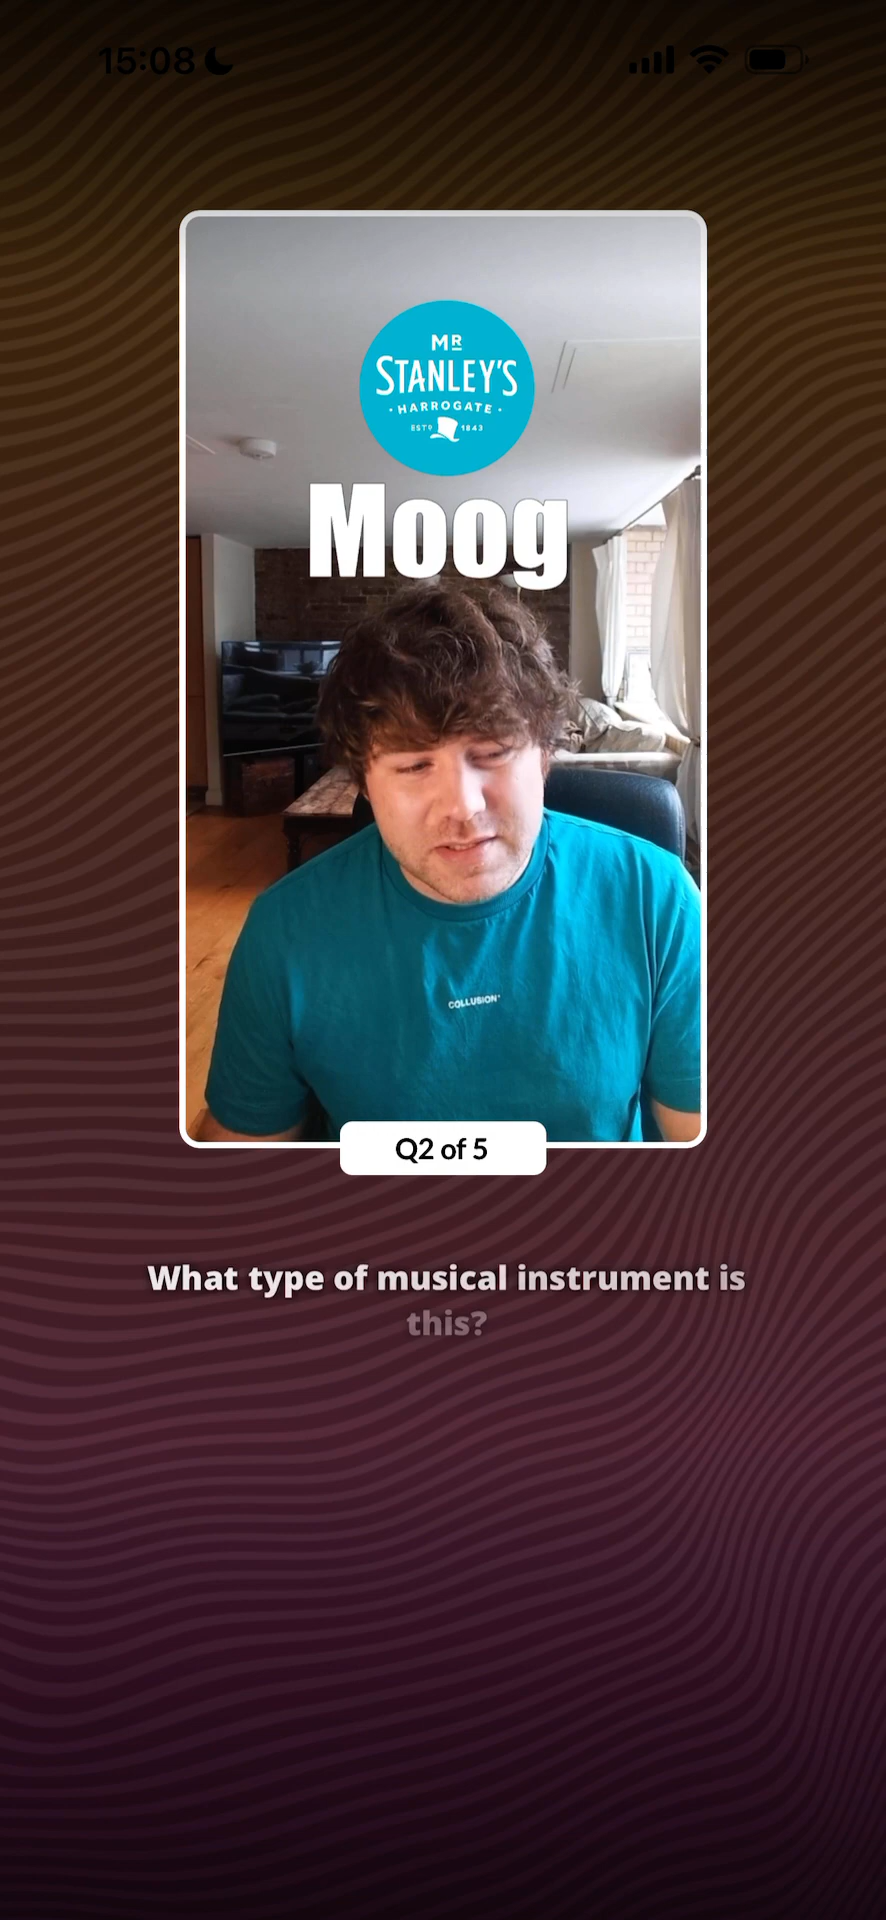 15:08
MR
STANLEY'S
· HARROGATE ·
ESTD 1843
Moog
COLLUSION
Q2 of 5
What type of musical instrument is
this?